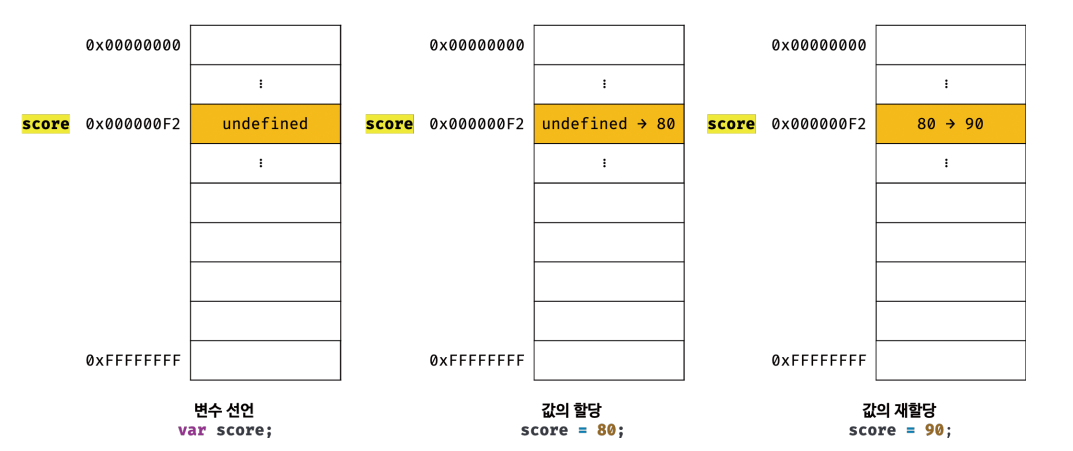 0x00000000
⋮
score 0x000000F2 undefined
⋮
0xFFFFFFFF
변수 선언
var score;
0x00000000
⋮
score 0x000000F2 undefined → 80
⋮
0xFFFFFFFF
값의 할당
score = 80;
0x00000000
⋮
score 0x000000F2 80 → 90
⋮
0xFFFFFFFF
값의 재할당
score = 90;